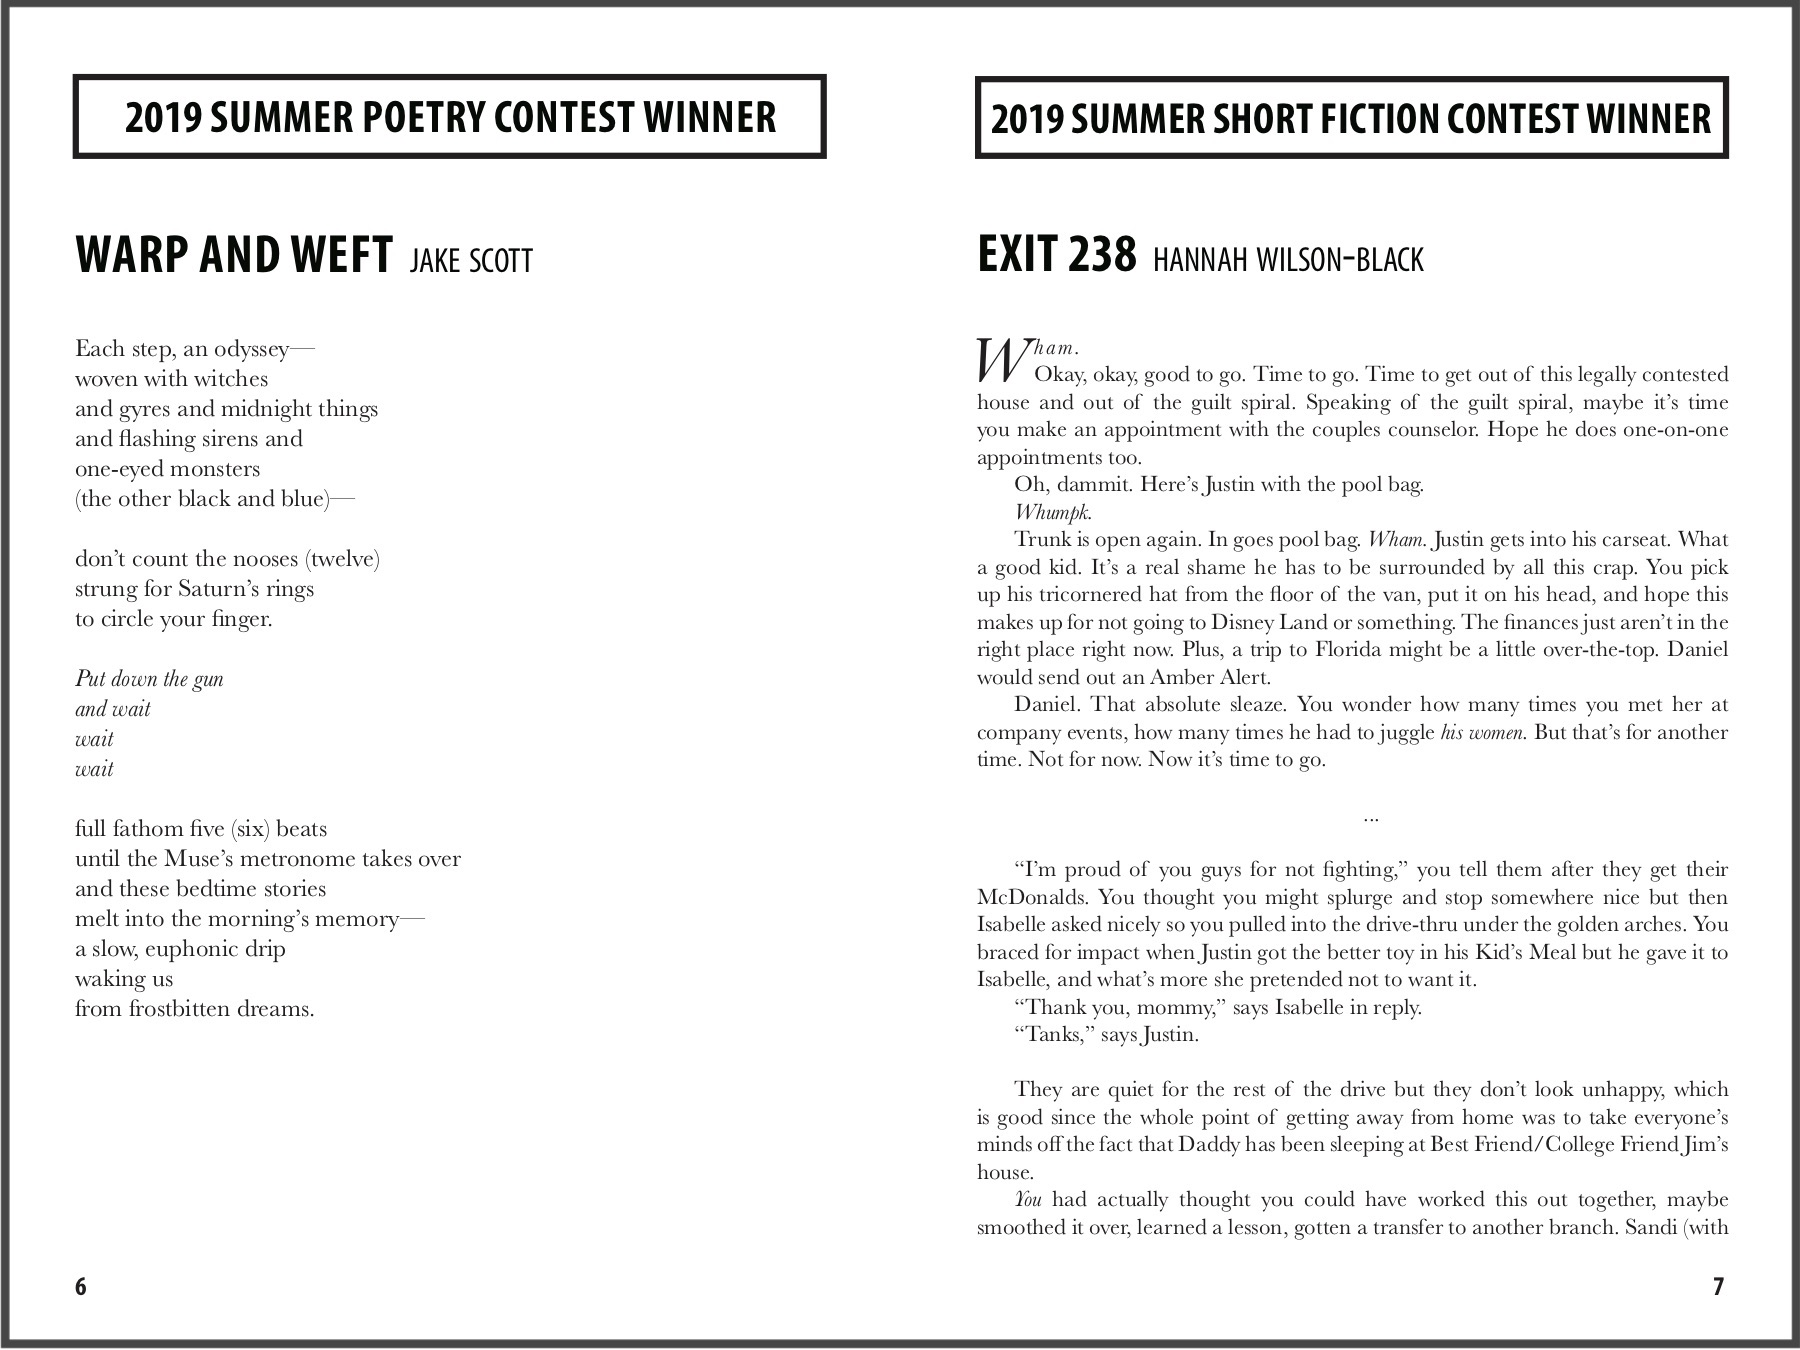 2019 SUMMER POETRY CONTEST WINNER
WARP AND WEFT JAKE SCOTT
Each step, an odyssey—
woven with witches
and gyres and midnight things
and flashing sirens and
one-eyed monsters
(the other black and blue)—
don’t count the nooses (twelve)
strung for Saturn’s rings
to circle your finger.
Put down the gun
and wait
wait
wait
full fathom five (six) beats
until the Muse’s metronome takes over
and these bedtime stories
melt into the morning’s memory—
a slow, euphonic drip
waking us
from frostbitten dreams.
6
2019 SUMMER SHORT FICTION CONTEST WINNER
EXIT 238 HANNAH WILSON-BLACK
Wham.
Okay, okay, good to go. Time to go. Time to get out of this legally contested
house and out of the guilt spiral. Speaking of the guilt spiral, maybe it’s time
you make an appointment with the couples counselor. Hope he does one-on-one
appointments too.
Oh, dammit. Here’s Justin with the pool bag.
Whumpk.
Trunk is open again. In goes pool bag. Wham. Justin gets into his carseat. What
a good kid. It’s a real shame he has to be surrounded by all this crap. You pick
up his tricornered hat from the floor of the van, put it on his head, and hope this
makes up for not going to Disney Land or something. The finances just aren’t in the
right place right now. Plus, a trip to Florida might be a little over-the-top. Daniel
would send out an Amber Alert.
Daniel. That absolute sleaze. You wonder how many times you met her at
company events, how many times he had to juggle his women. But that’s for another
time. Not for now. Now it’s time to go.
...
“I’m proud of you guys for not fighting,” you tell them after they get their
McDonalds. You thought you might splurge and stop somewhere nice but then
Isabelle asked nicely so you pulled into the drive-thru under the golden arches. You
braced for impact when Justin got the better toy in his Kid’s Meal but he gave it to
Isabelle, and what’s more she pretended not to want it.
“Thank you, mommy,” says Isabelle in reply.
“Tanks,” says Justin.
They are quiet for the rest of the drive but they don’t look unhappy, which
is good since the whole point of getting away from home was to take everyone’s
minds off the fact that Daddy has been sleeping at Best Friend/College Friend Jim’s
house.
You had actually thought you could have worked this out together, maybe
smoothed it over, learned a lesson, gotten a transfer to another branch. Sandi (with
7